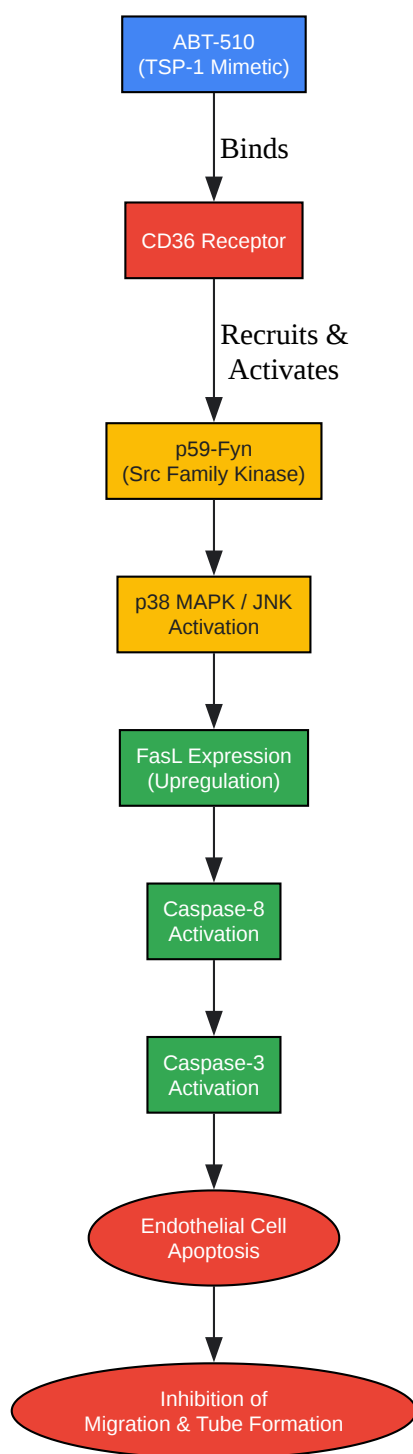 ABT-510
(TSP-1 Mimetic)
Binds
CD36 Receptor
Recruits &
Activates
p59-Fyn
(Src Family Kinase)
p38 MAPK / JNK
Activation
FasL Expression
(Upregulation)
Caspase-8
Activation
Caspase-3
Activation
Endothelial Cell
Apoptosis
Inhibition of
Migration & Tube Formation